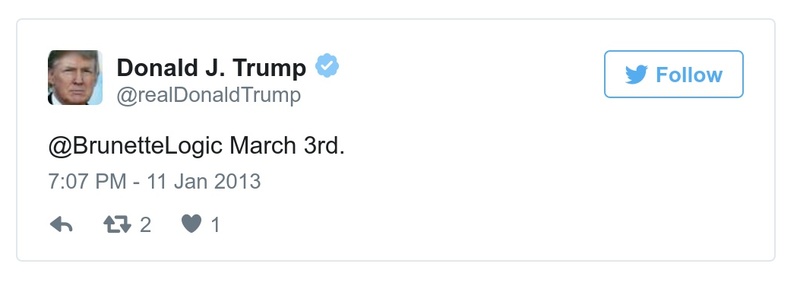 Donald J. Trump
@realDonaldTrump
Follow
@BrunetteLogic March 3rd.
7:07 PM - 11 Jan 2013
2 1